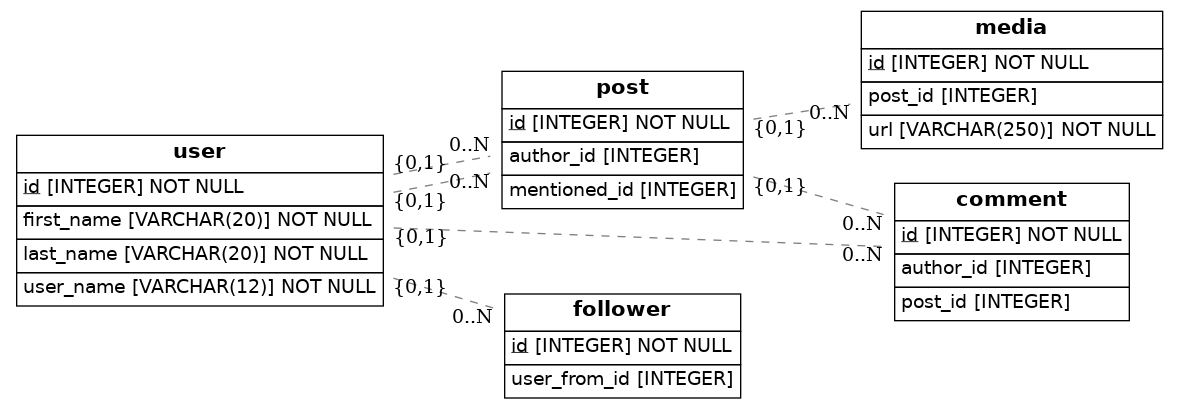 user
id [INTEGER] NOT NULL
first_name [VARCHAR(20)] NOT NULL
last_name [VARCHAR(20)] NOT NULL
user_name [VARCHAR(12)] NOT NULL
{0,1}
0..N
{0,1}
0..N
{0,1}
0..N
{0,1}
0..N
post
id [INTEGER] NOT NULL
author_id [INTEGER]
mentioned_id [INTEGER]
{0,1}
0..N
{0,1}
0..N
follower
id [INTEGER] NOT NULL
user_from_id [INTEGER]
media
id [INTEGER] NOT NULL
post_id [INTEGER]
url [VARCHAR(250)] NOT NULL
comment
id [INTEGER] NOT NULL
author_id [INTEGER]
post_id [INTEGER]